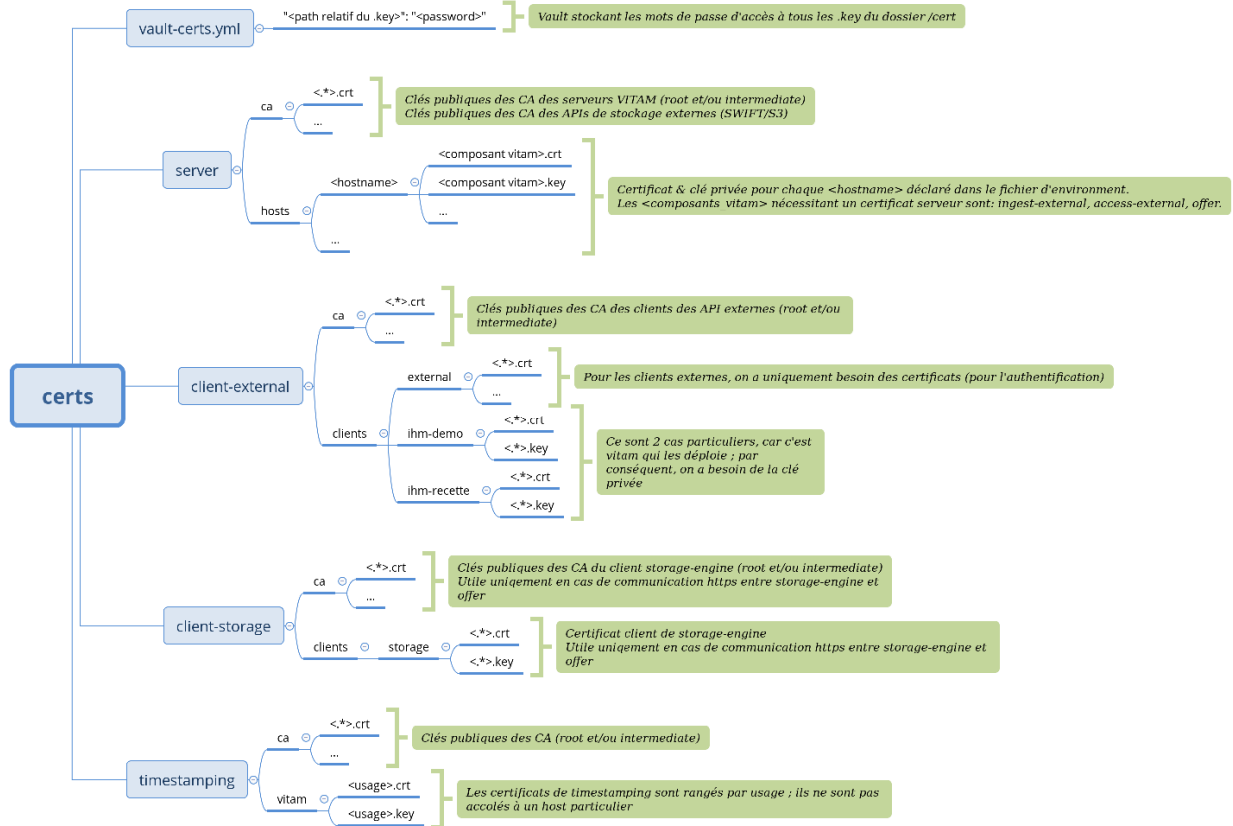 certs
vault-certs.yml
"<path relatif du .key>": "<password>"
Vault stockant les mots de passe d'accès à tous les .key du dossier /cert
server
ca
<.*>.crt
...
Clés publiques des CA des serveurs VITAM (root et/ou intermediate)
Clés publiques des CA des APIs de stockage externes (SWIFT/S3)
hosts
<hostname>
<composant vitam>.crt
<composant vitam>.key
...
...
Certificat & clé privée pour chaque <hostname> déclaré dans le fichier d'environment.
Les <composants vitam> nécessitant un certificat serveur sont: ingest-external, access-external, offer.
client-external
ca
<.*>.crt
...
Clés publiques des CA des clients des API externes (root et/ou
intermediate)
clients
external
<.*>.crt
...
Pour les clients externes, on a uniquement besoin des certificats (pour l'authentification)
ihm-demo
<.*>.crt
<.*>.key
ihm-recette
<.*>.crt
<.*>.key
Ce sont 2 cas particuliers, car c'est
vitam qui les déploie ; par
conséquent, on a besoin de la clé
privée
client-storage
ca
<.*>.crt
...
Clés publiques des CA du client storage-engine (root et/ou intermediate)
Utile uniqement en cas de communication https entre storage-engine et
offer
clients
storage
<.*>.crt
<.*>.key
Certificat client de storage-engine
Utile uniqement en cas de communication https entre storage-engine et
offer
timestamping
ca
<.*>.crt
...
Clés publiques des CA (root et/ou intermediate)
vitam
<usage>.crt
<usage>.key
Les certificats de timestamping sont rangés par usage ; ils ne sont pas
accolés à un host particulier